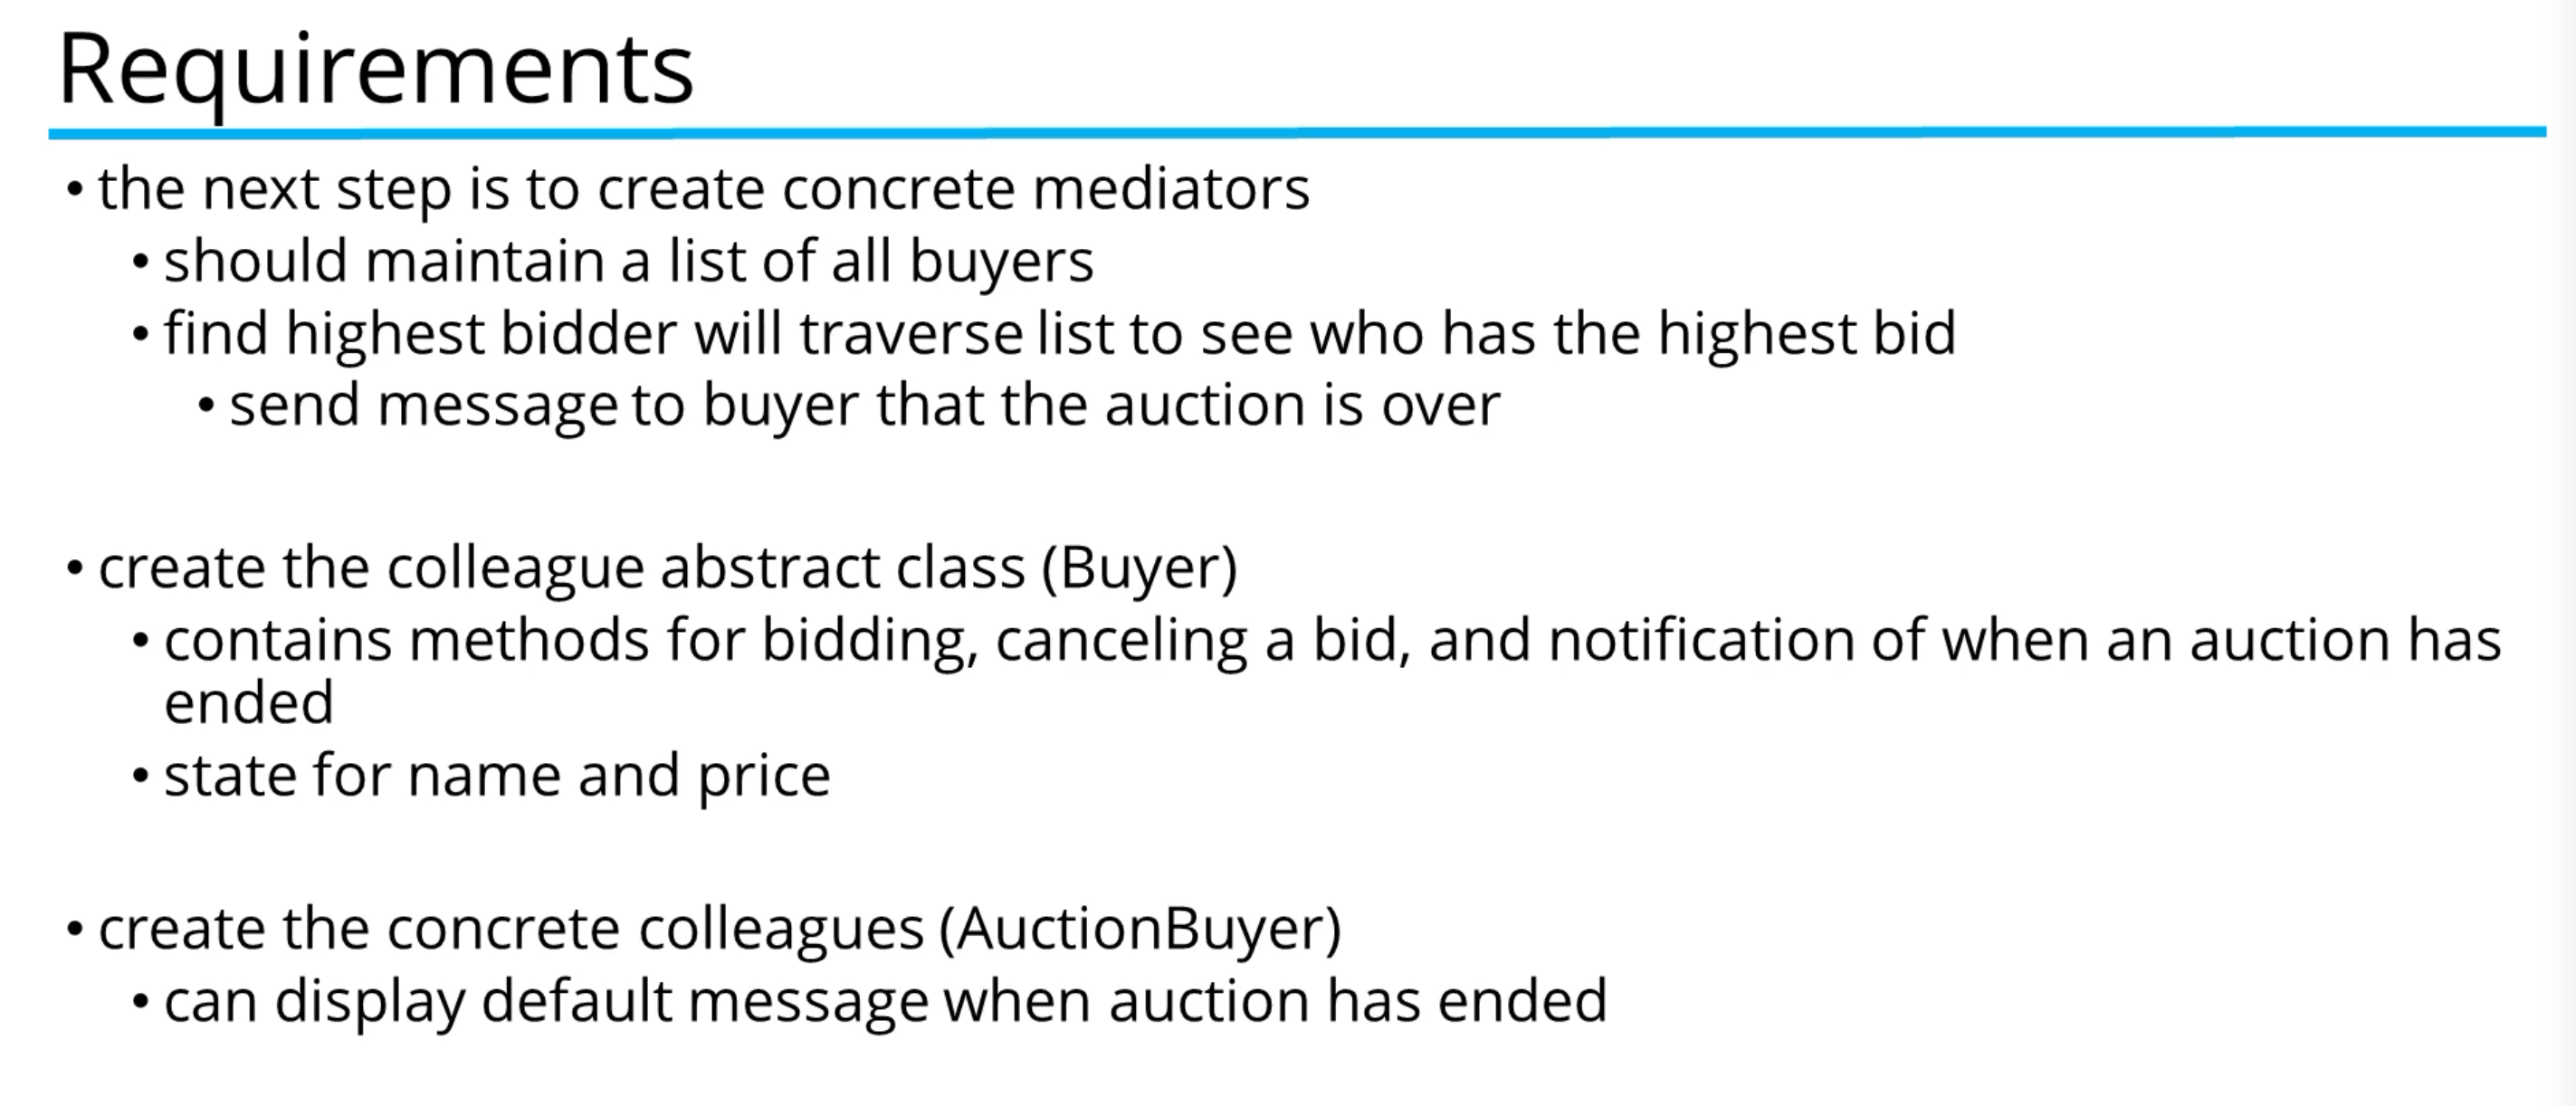 Requirements
• the next step is to create concrete mediators
• should maintain a list of all buyers
• find highest bidder will traverse list to see who has the highest bid
• send message to buyer that the auction is over
• create the colleague abstract class (Buyer)
• contains methods for bidding, canceling a bid, and notification of when an auction has
ended
• state for name and price
• create the concrete colleagues (AuctionBuyer)
• can display default message when auction has ended